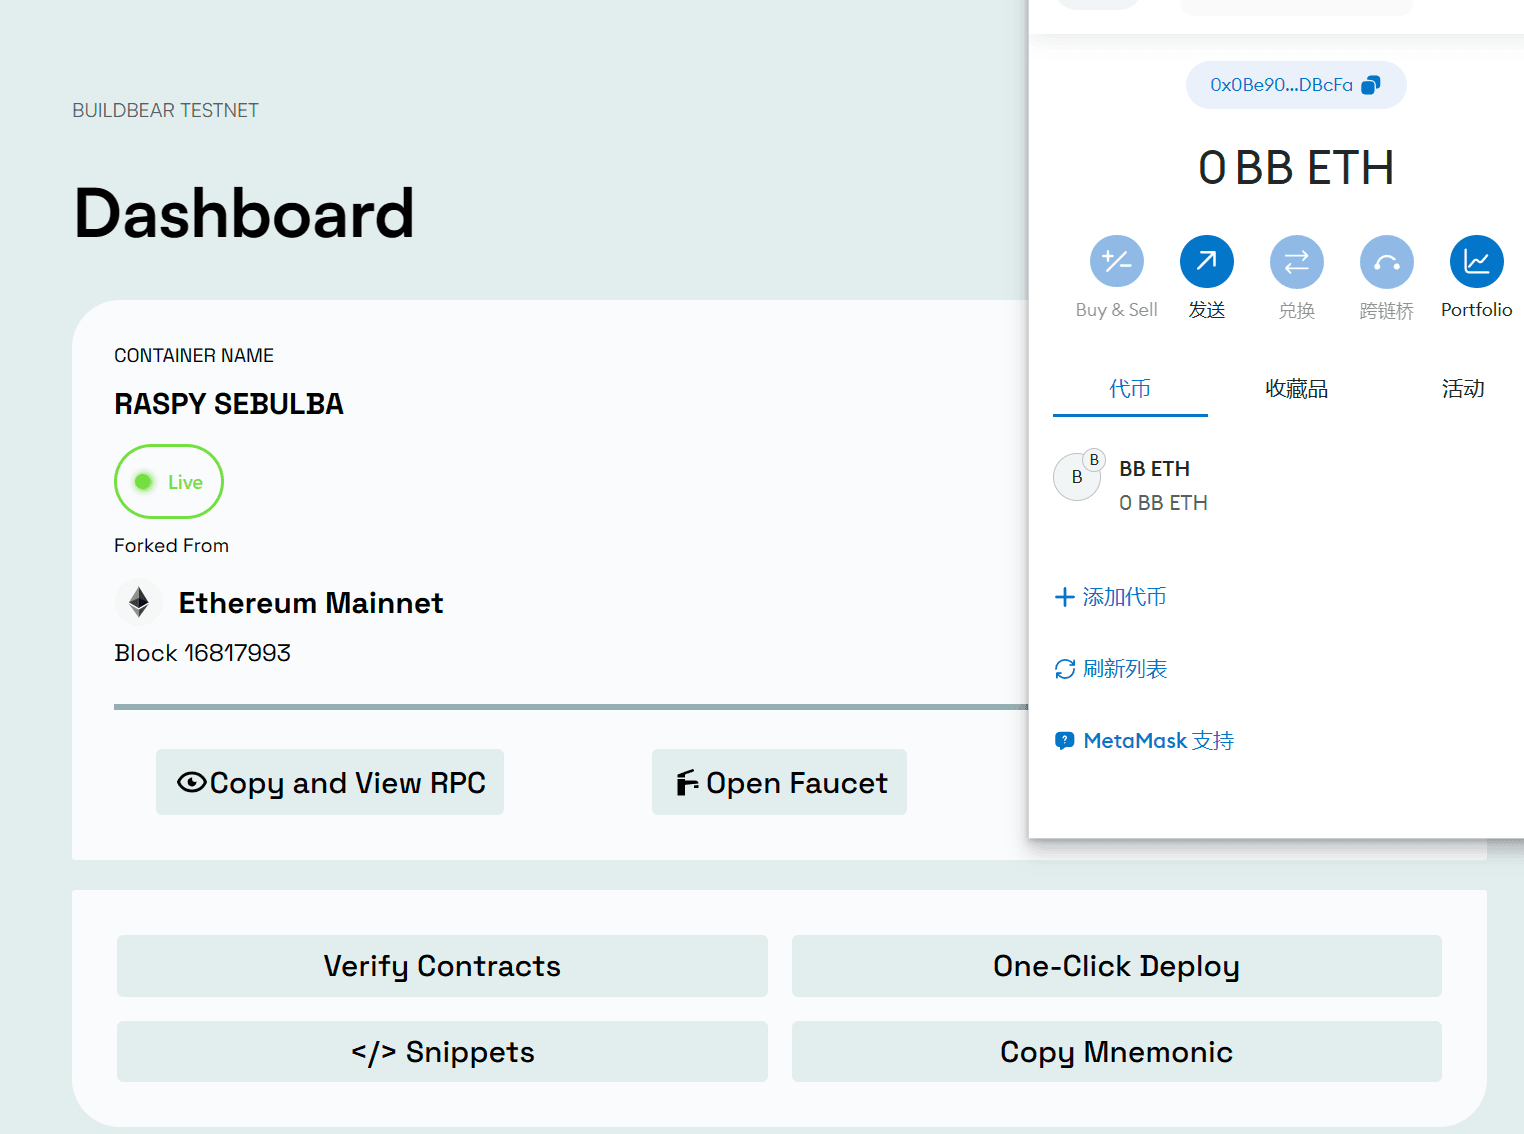 BUILDBEAR TESTNET
Dashboard
CONTAINER NAME
RASPY SEBULBA
Live
Forked From
Ethereum Mainnet
Block 16817993
Copy and View RPC
Open Faucet
Verify Contracts
One-Click Deploy
</> Snippets
Copy Mnemonic
0x0Be90...DBcFa
0 BB ETH
Buy & Sell
发送
兑换
跨链桥
Portfolio
代币
收藏品
活动
B
B
BB ETH
0 BB ETH
添加代币
刷新列表
MetaMask 支持